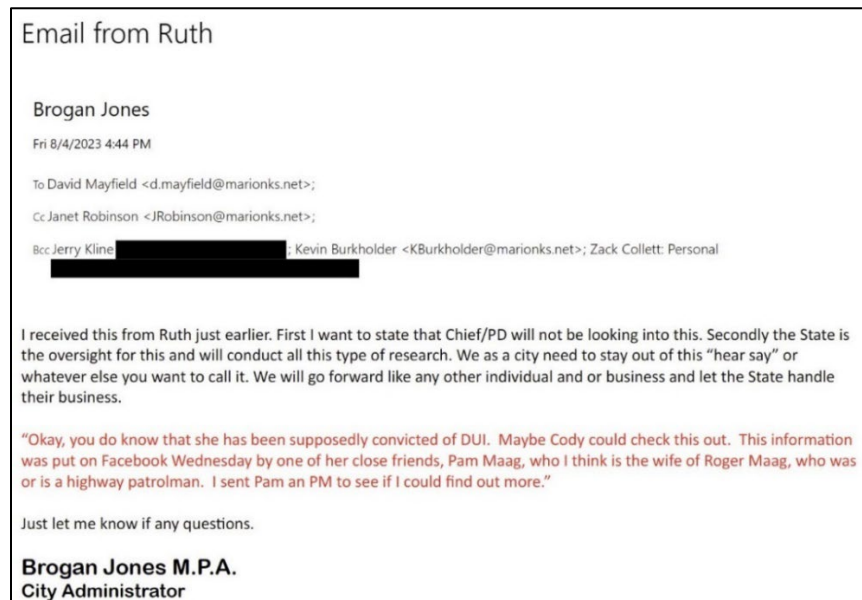 Email from Ruth
Brogan Jones
Fri 8/4/2023 4:44 PM
To David Mayfield <d.mayfield@marionks.net>;
Cc Janet Robinson <JRobinson@marionks.net>;
Bcc Jerry Kline ; Kevin Burkholder <KBurkholder@marionks.net>; Zack Collett: Personal
I received this from Ruth just earlier. First I want to state that Chief/PD will not be looking into this. Secondly the State is
the oversight for this and will conduct all this type of research. We as a city need to stay out of this “hear say” or
whatever else you want to call it. We will go forward like any other individual and or business and let the State handle
their business.
“Okay, you do know that she has been supposedly convicted of DUI.  Maybe Cody could check this out.  This information
was put on Facebook Wednesday by one of her close friends, Pam Maag, who I think is the wife of Roger Maag, who was
or is a highway patrolman.  I sent Pam an PM to see if I could find out more.”
Just let me know if any questions.
Brogan Jones M.P.A.
City Administrator